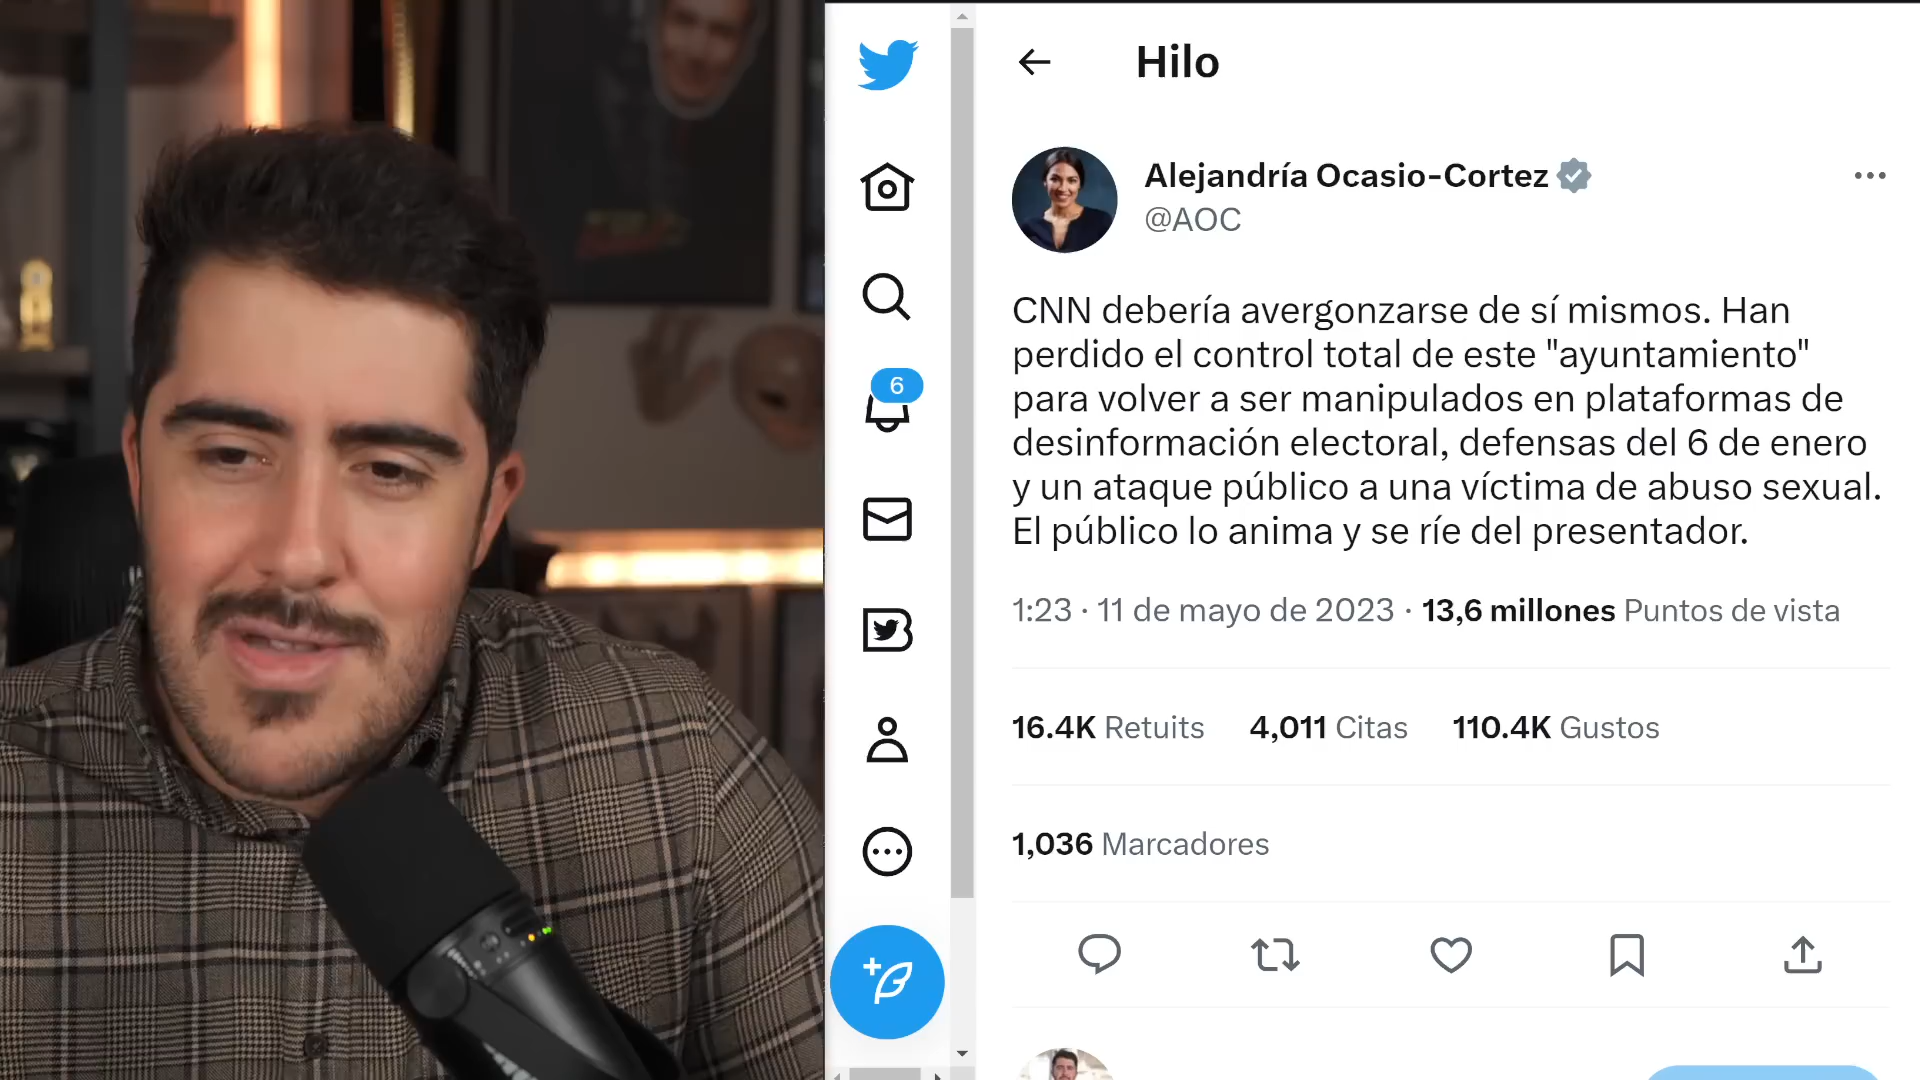 Hilo
Alejandría Ocasio-Cortez
@AOC
CNN debería avergonzarse de sí mismos. Han
perdido el control total de este "ayuntamiento"
para volver a ser manipulados en plataformas de
desinformación electoral, defensas del 6 de enero
y un ataque público a una víctima de abuso sexual.
El público lo anima y se ríe del presentador.
1:23 · 11 de mayo de 2023 · 13,6 millones Puntos de vista
16.4K Retuits 4,011 Citas 110.4K Gustos
1,036 Marcadores
6